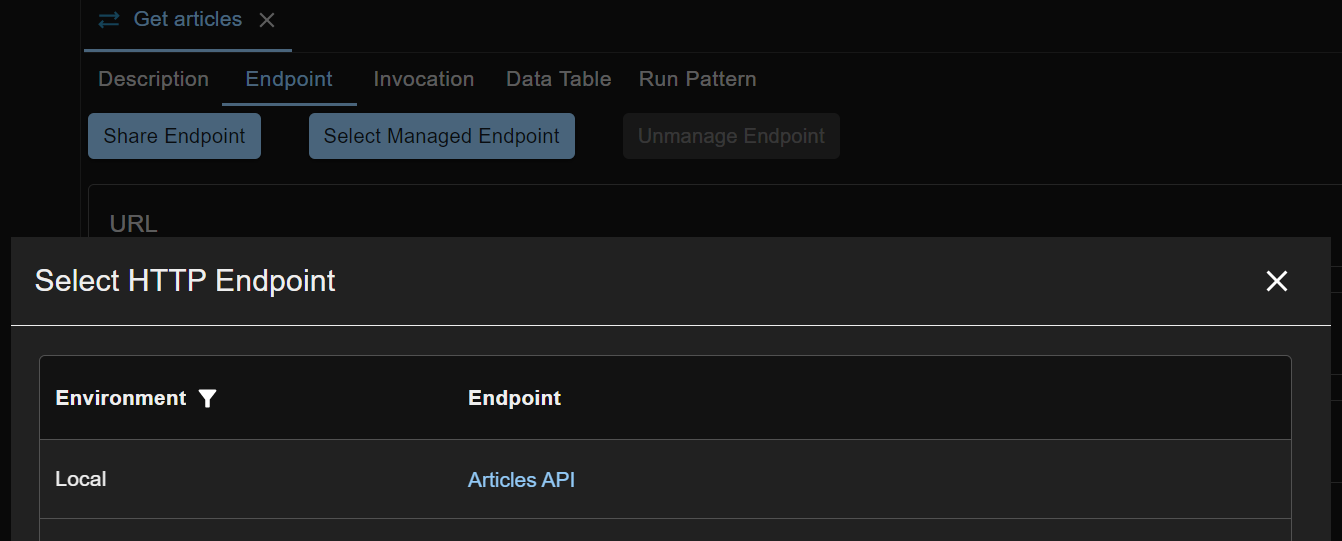 Get articles
Description Endpoint Invocation Data Table Run Pattern
Share Endpoint Select Managed Endpoint Unmanage Endpoint
URL
Select HTTP Endpoint
Environment Endpoint
Local Articles API